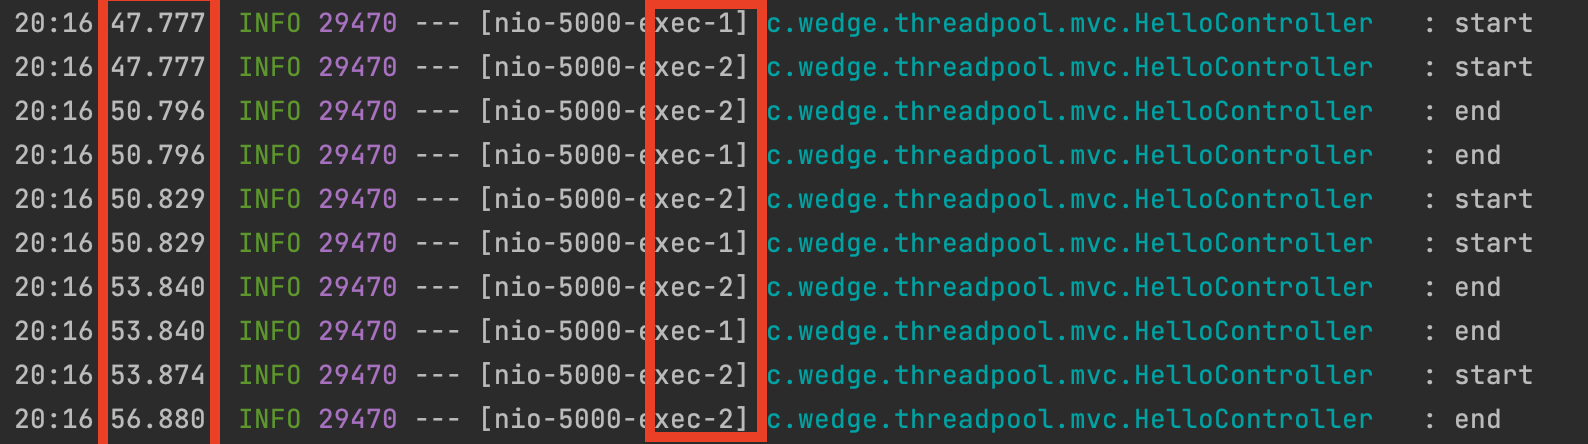 20:16 47.777 INFO 29470 --- [nio-5000-exec-1] c.wedge.threadpool.mvc.HelloController : start
20:16 47.777 INFO 29470 --- [nio-5000-exec-2] c.wedge.threadpool.mvc.HelloController : start
20:16 50.796 INFO 29470 --- [nio-5000-exec-2] c.wedge.threadpool.mvc.HelloController : end
20:16 50.796 INFO 29470 --- [nio-5000-exec-1] c.wedge.threadpool.mvc.HelloController : end
20:16 50.829 INFO 29470 --- [nio-5000-exec-2] c.wedge.threadpool.mvc.HelloController : start
20:16 50.829 INFO 29470 --- [nio-5000-exec-1] c.wedge.threadpool.mvc.HelloController : start
20:16 53.840 INFO 29470 --- [nio-5000-exec-2] c.wedge.threadpool.mvc.HelloController : end
20:16 53.840 INFO 29470 --- [nio-5000-exec-1] c.wedge.threadpool.mvc.HelloController : end
20:16 53.874 INFO 29470 --- [nio-5000-exec-2] c.wedge.threadpool.mvc.HelloController : start
20:16 56.880 INFO 29470 --- [nio-5000-exec-2] c.wedge.threadpool.mvc.HelloController : end